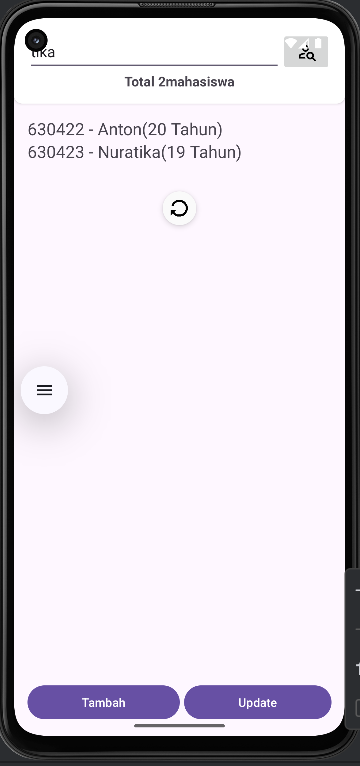 tika
Total 2mahasiswa
630422 - Anton(20 Tahun)
630423 - Nuratika(19 Tahun)
Tambah
Update